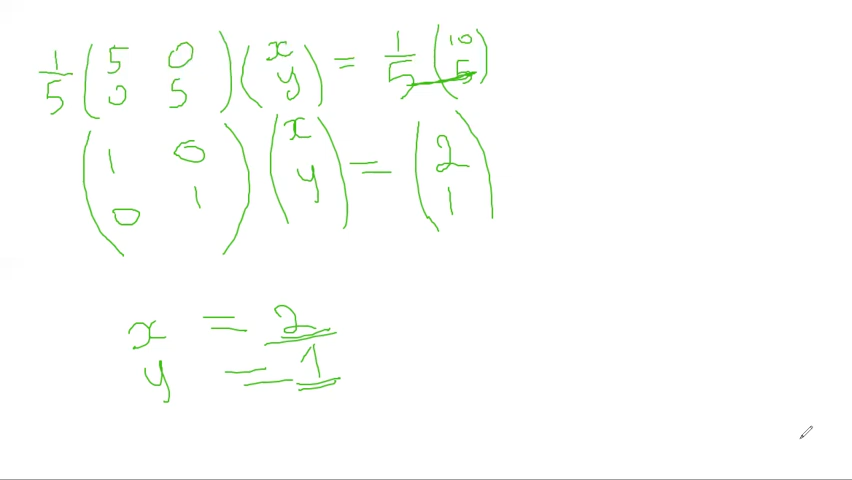 1/5 (5 0; 0 5) (x; y) = 1/5 (10; 5)
(1 0; 0 1) (x; y) = (2; 1)
x = 2
y = 1